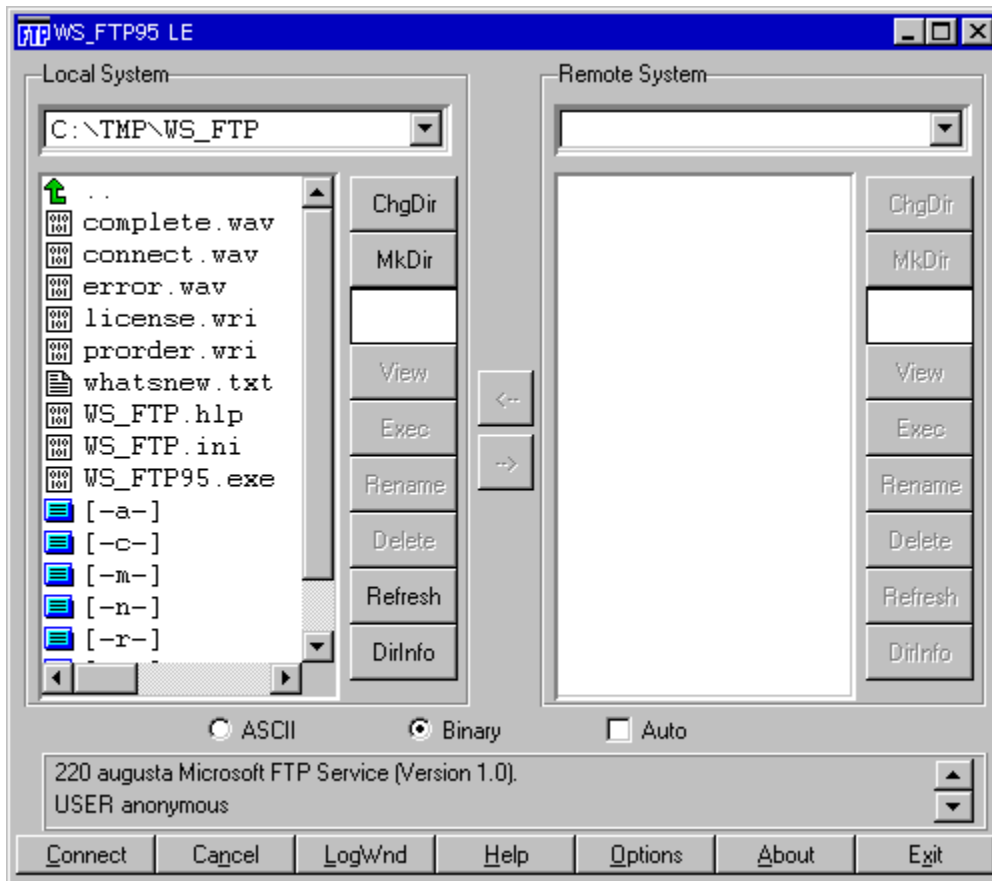 FTP WS_FTP95 LE
Local System
C:\TMP\WS_FTP
..
complete.wav
connect.wav
error.wav
license.wri
prorder.wri
whatsnew.txt
WS_FTP.hlp
WS_FTP.ini
WS_FTP95.exe
[-a-]
[-c-]
[-m-]
[-n-]
[-r-]
ChgDir
MkDir
View
Exec
Rename
Delete
Refresh
DirInfo
<--
-->
Remote System
ChgDir
MkDir
View
Exec
Rename
Delete
Refresh
DirInfo
ASCII Binary Auto
220 augusta Microsoft FTP Service (Version 1.0).
USER anonymous
Connect Cancel LogWnd Help Options About Exit